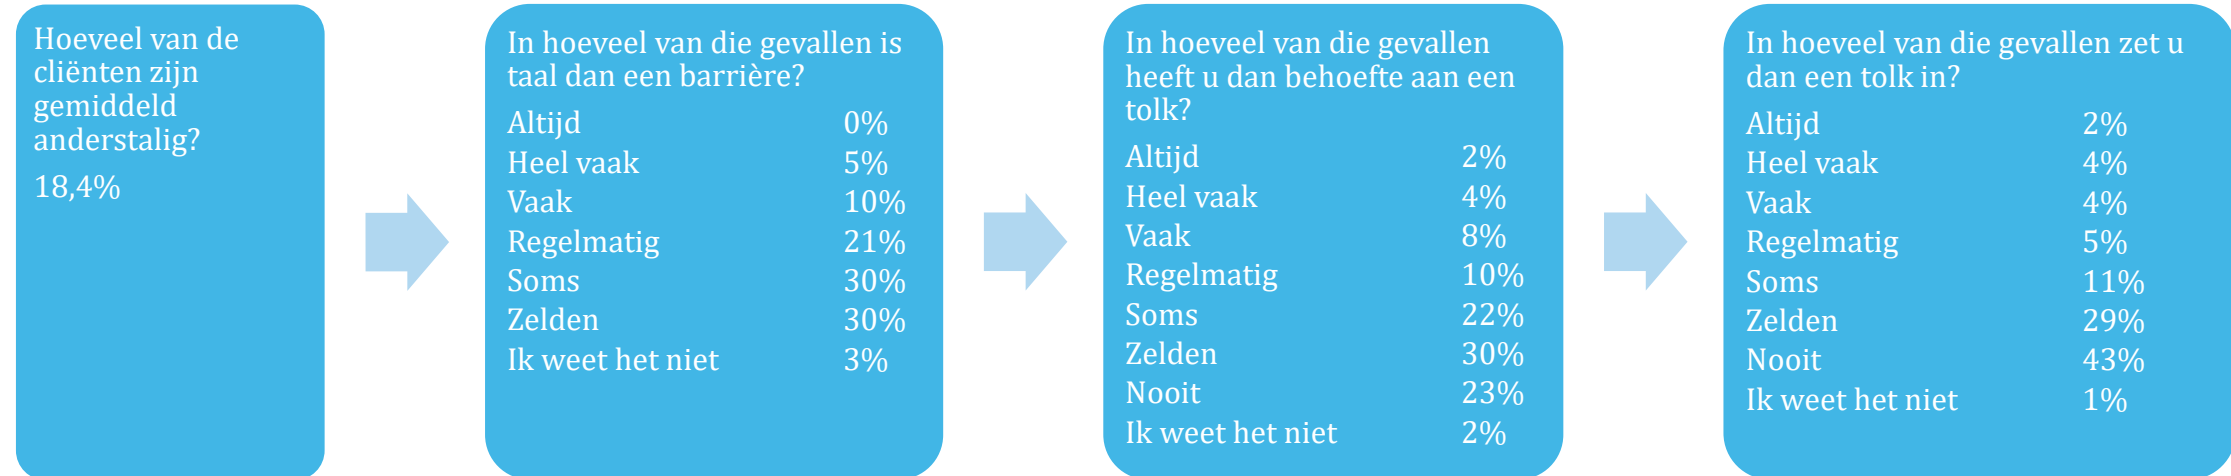 Hoeveel van de
cliënten zijn
gemiddeld
anderstalig?
18,4%
In hoeveel van die gevallen is
taal dan een barrière?
Altijd 0%
Heel vaak 5%
Vaak 10%
Regelmatig 21%
Soms 30%
Zelden 30%
Ik weet het niet 3%
In hoeveel van die gevallen
heeft u dan behoefte aan een
tolk?
Altijd 2%
Heel vaak 4%
Vaak 8%
Regelmatig 10%
Soms 22%
Zelden 30%
Nooit 23%
Ik weet het niet 2%
In hoeveel van die gevallen zet u
dan een tolk in?
Altijd 2%
Heel vaak 4%
Vaak 4%
Regelmatig 5%
Soms 11%
Zelden 29%
Nooit 43%
Ik weet het niet 1%